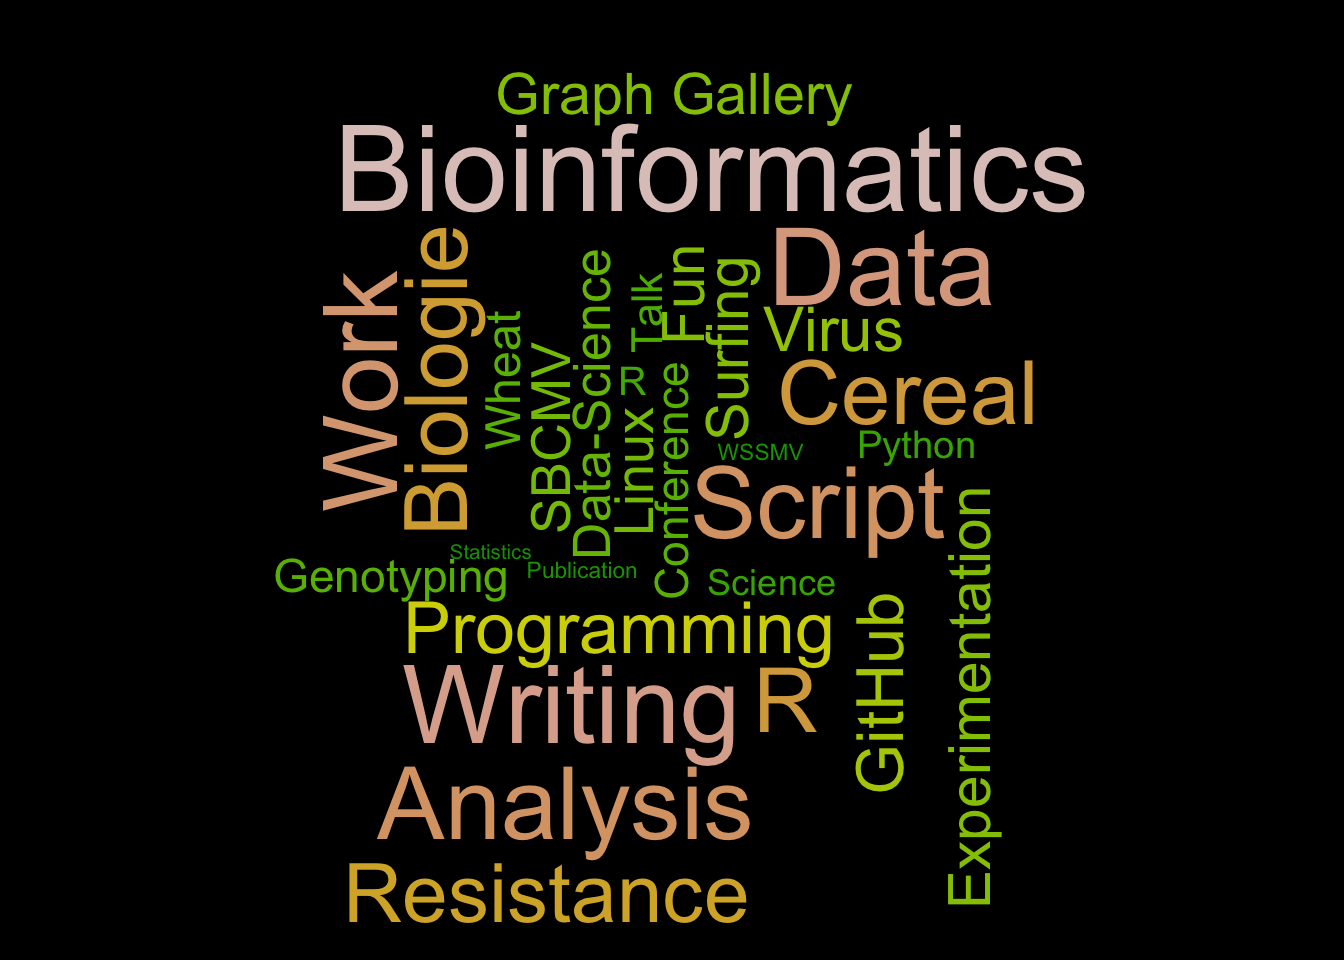 Graph Gallery
Bioinformatics
Work
Biologie
Wheat
SBCMV
Data-Science
Talk
R
Linux
Fun
Conference
Surfing
Data
Virus
Cereal
WSSMV
Python
Script
Statistics
Genotyping
Publication
Science
Programming
Writing
R
GitHub
Experimentation
Analysis
Resistance